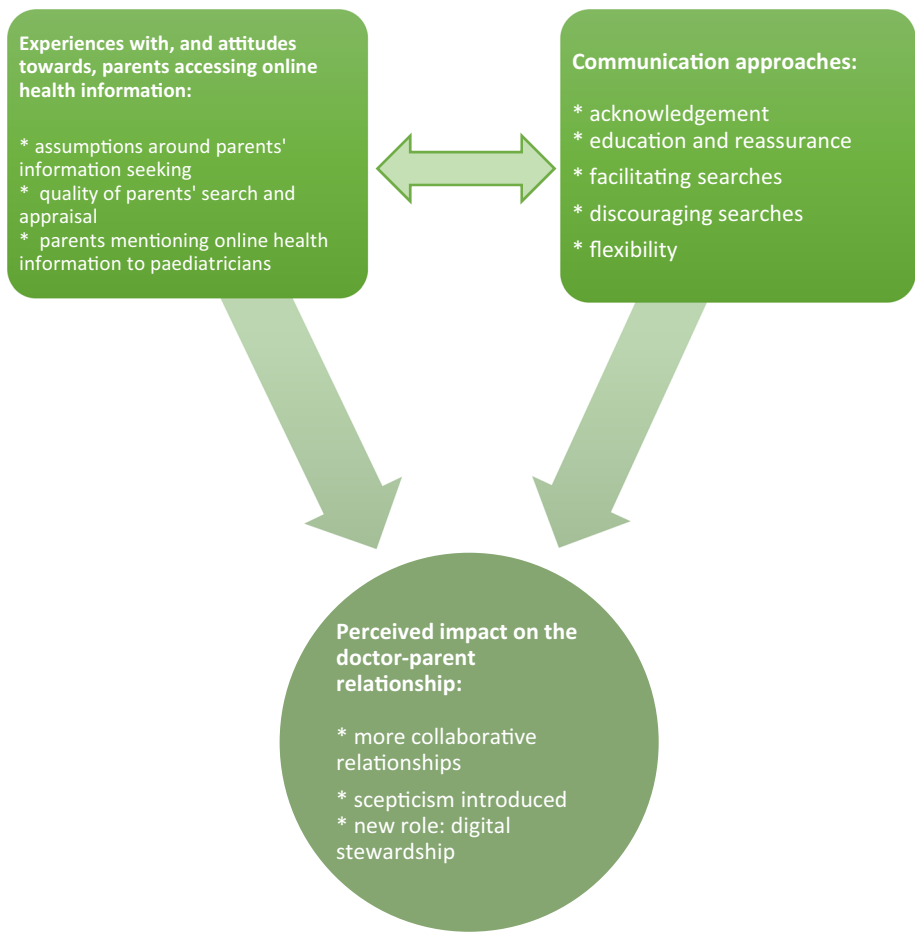 Experiences with, and attitudes
towards, parents accessing online
health information:
* assumptions around parents'
information seeking
* quality of parents' search and
appraisal
* parents mentioning online health
information to paediatricians
Communication approaches:
* acknowledgement
* education and reassurance
* facilitating searches
* discouraging searches
* flexibility
Perceived impact on the
doctor-parent
relationship:
* more collaborative
relationships
* scepticism introduced
* new role: digital
stewardship